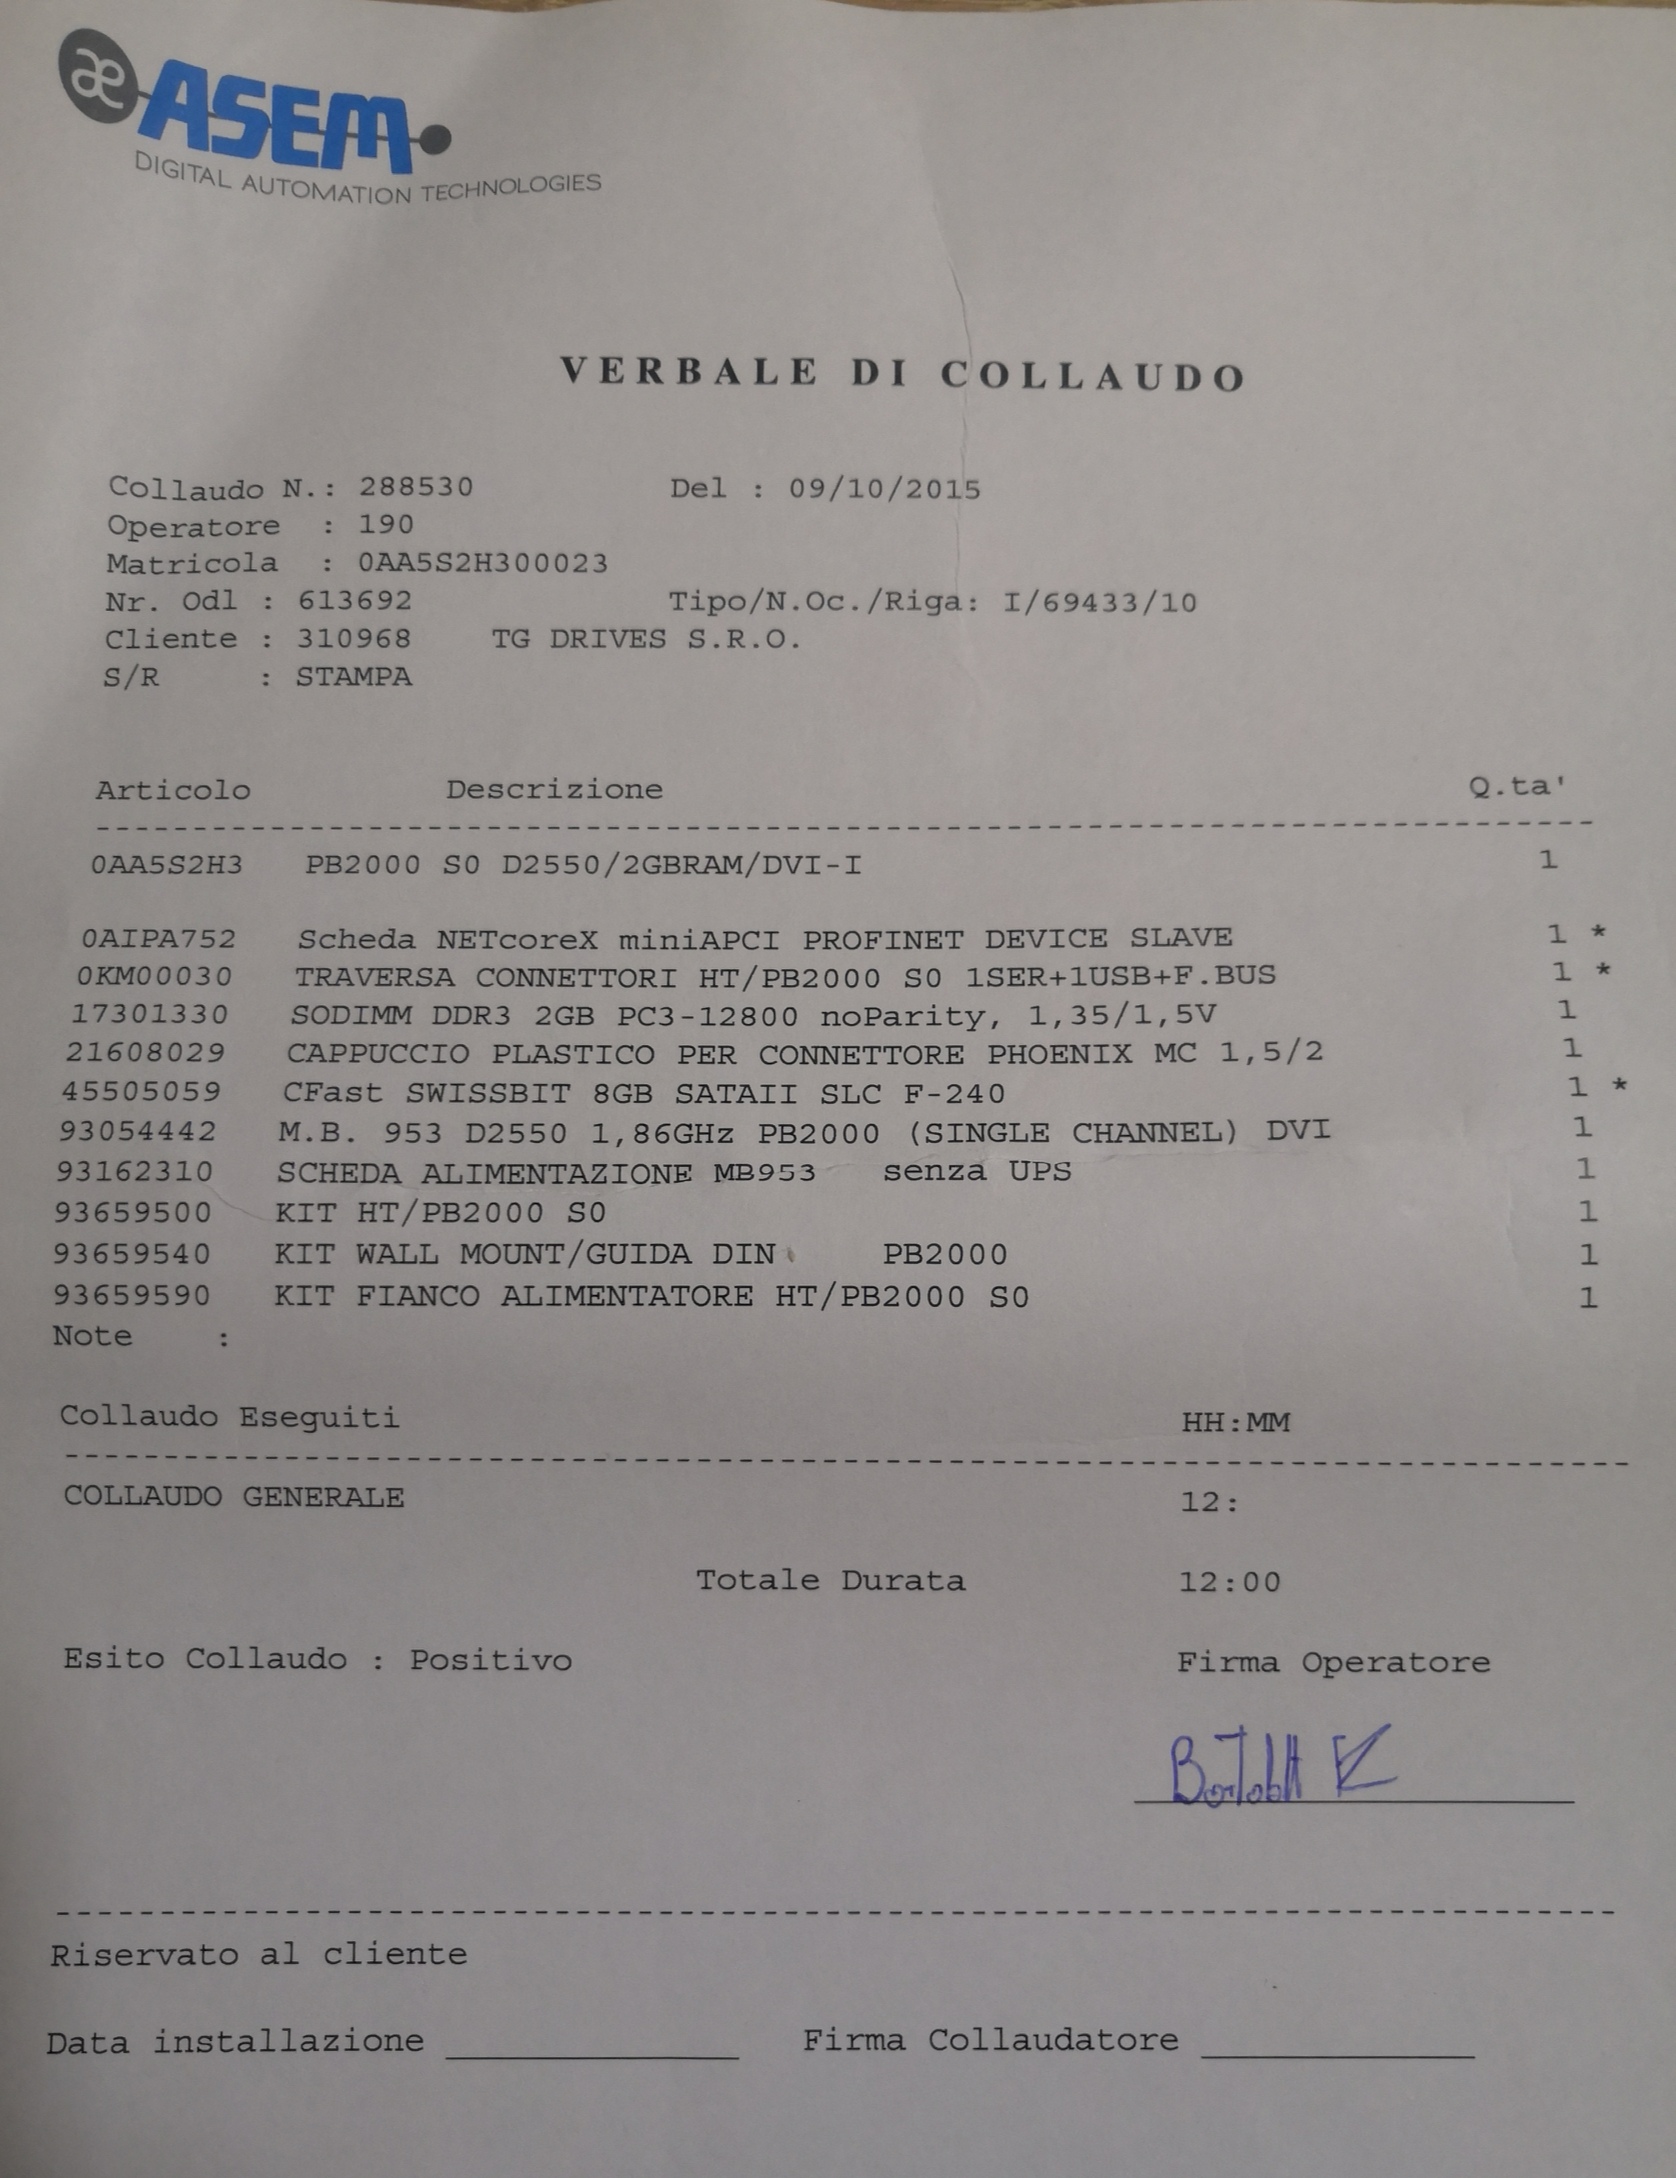 æ ASEM
DIGITAL AUTOMATION TECHNOLOGIES
VERBALE DI COLLAUDO
Collaudo N.: 288530 Del : 09/10/2015
Operatore : 190
Matricola : 0AA5S2H300023
Nr. Odl : 613692 Tipo/N.Oc./Riga: I/69433/10
Cliente : 310968 TG DRIVES S.R.O.
S/R : STAMPA
Articolo Descrizione Q.ta'
0AA5S2H3 PB2000 S0 D2550/2GBRAM/DVI-I 1
0AIPA752 Scheda NETcoreX miniAPCI PROFINET DEVICE SLAVE 1 *
0KM00030 TRAVERSA CONNETTORI HT/PB2000 S0 1SER+1USB+F.BUS 1 *
17301330 SODIMM DDR3 2GB PC3-12800 noParity, 1,35/1,5V 1
21608029 CAPPUCCIO PLASTICO PER CONNETTORE PHOENIX MC 1,5/2 1
45505059 CFast SWISSBIT 8GB SATAII SLC F-240 1 *
93054442 M.B. 953 D2550 1,86GHz PB2000 (SINGLE CHANNEL) DVI 1
93162310 SCHEDA ALIMENTAZIONE MB953 senza UPS 1
93659500 KIT HT/PB2000 S0 1
93659540 KIT WALL MOUNT/GUIDA DIN PB2000 1
93659590 KIT FIANCO ALIMENTATORE HT/PB2000 S0 1
Note :
Collaudo Eseguiti HH:MM
COLLAUDO GENERALE 12:
Totale Durata 12:00
Esito Collaudo : Positivo Firma Operatore
Riservato al cliente
Data installazione Firma Collaudatore